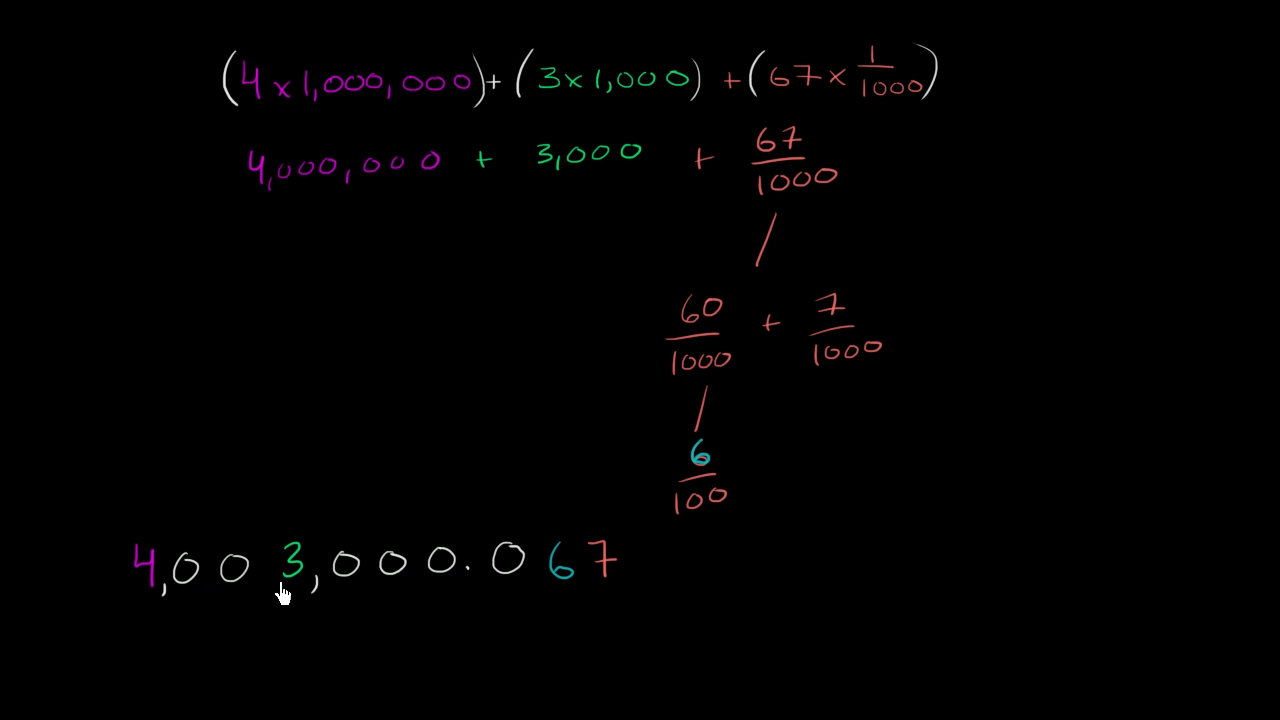 (4 x 1,000,000) + (3 x 1,000) + (67 x 1/1000)
4,000,000 + 3,000 + 67/1000
60/1000 + 7/1000
6/100
4,003,000.067